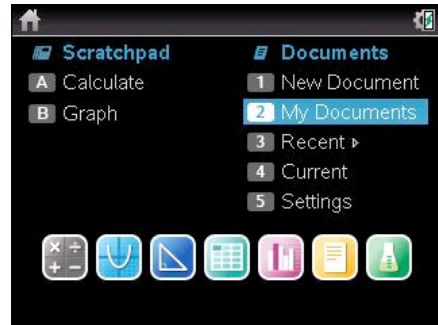 Scratchpad
A Calculate
B Graph
Documents
1 New Document
2 My Documents
3 Recent ▸
4 Current
5 Settings